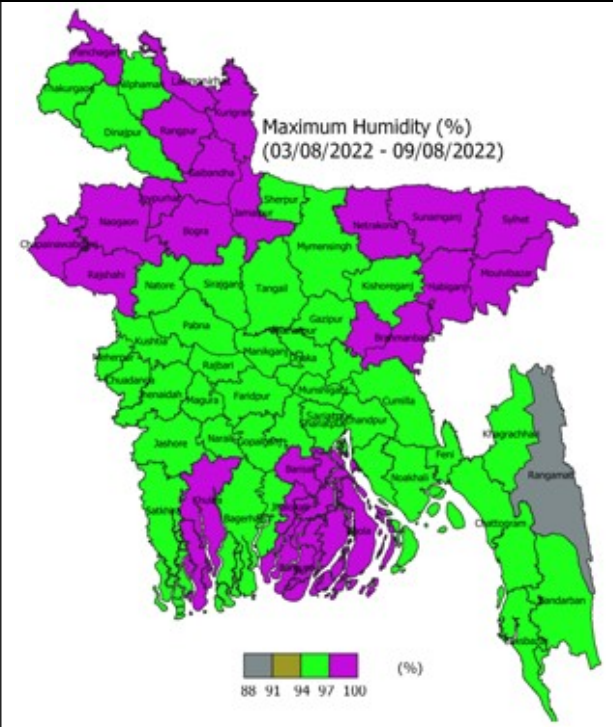 Panchagarh
Thakurgaon
Nilphamari
Lalmonirhat
Dinajpur
Rangpur
Kurigram
Maximum Humidity (%)
(03/08/2022 - 09/08/2022)
Gaibandha
Joypurhat
Sherpur
Naogaon
Jamalpur
Netrakona
Sunamganj
Sylhet
Bogra
Chapainawabganj
Mymensingh
Rajshahi
Natore
Sirajganj
Tangail
Kishoreganj
Habiganj
Moulvibazar
Pabna
Gazipur
Kushtia
Brahmanbaria
Meherpur
Manikganj
Dhaka
Rajbari
Chuadanga
Jhenaidah
Magura
Faridpur
Munshiganj
Cumilla
Shariatpur
Chandpur
Khagrachhari
Jashore
Narail
Gopalganj
Feni
Barisal
Noakhali
Rangamati
Satkhira
Khulna
Bagerhat
Bhola
Chattogram
Bandarban
88 91 94 97 100
(%)